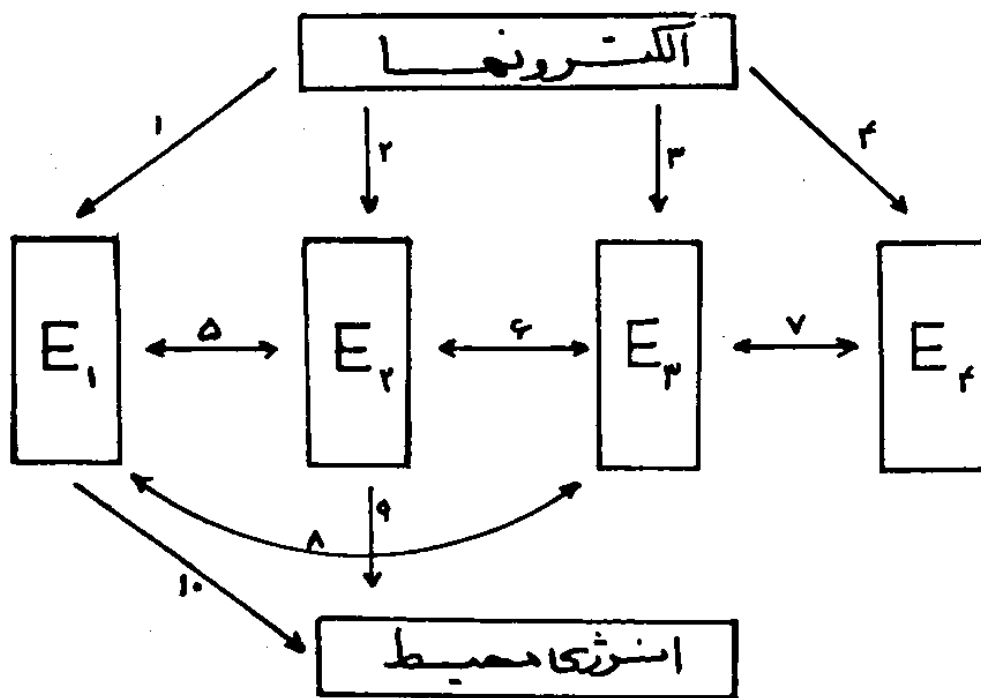 الکترونها
۱
۲
۳
۴
E۱
۵
E۲
۶
E۳
۷
E۴
۸
۹
۱۰
انرژی محیط